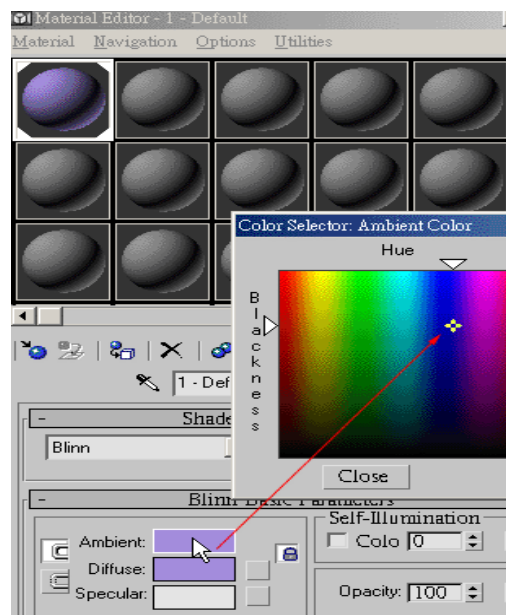 Material Editor - 1 - Default
Material Navigation Options Utilities
Color Selector: Ambient Color
Hue
Blackness
1 - Def
Shade
Blinn
Close
Blinn Basic Parameters
Self-Illumination
Ambient:
Colo 0
Diffuse:
Specular:
Opacity: 100